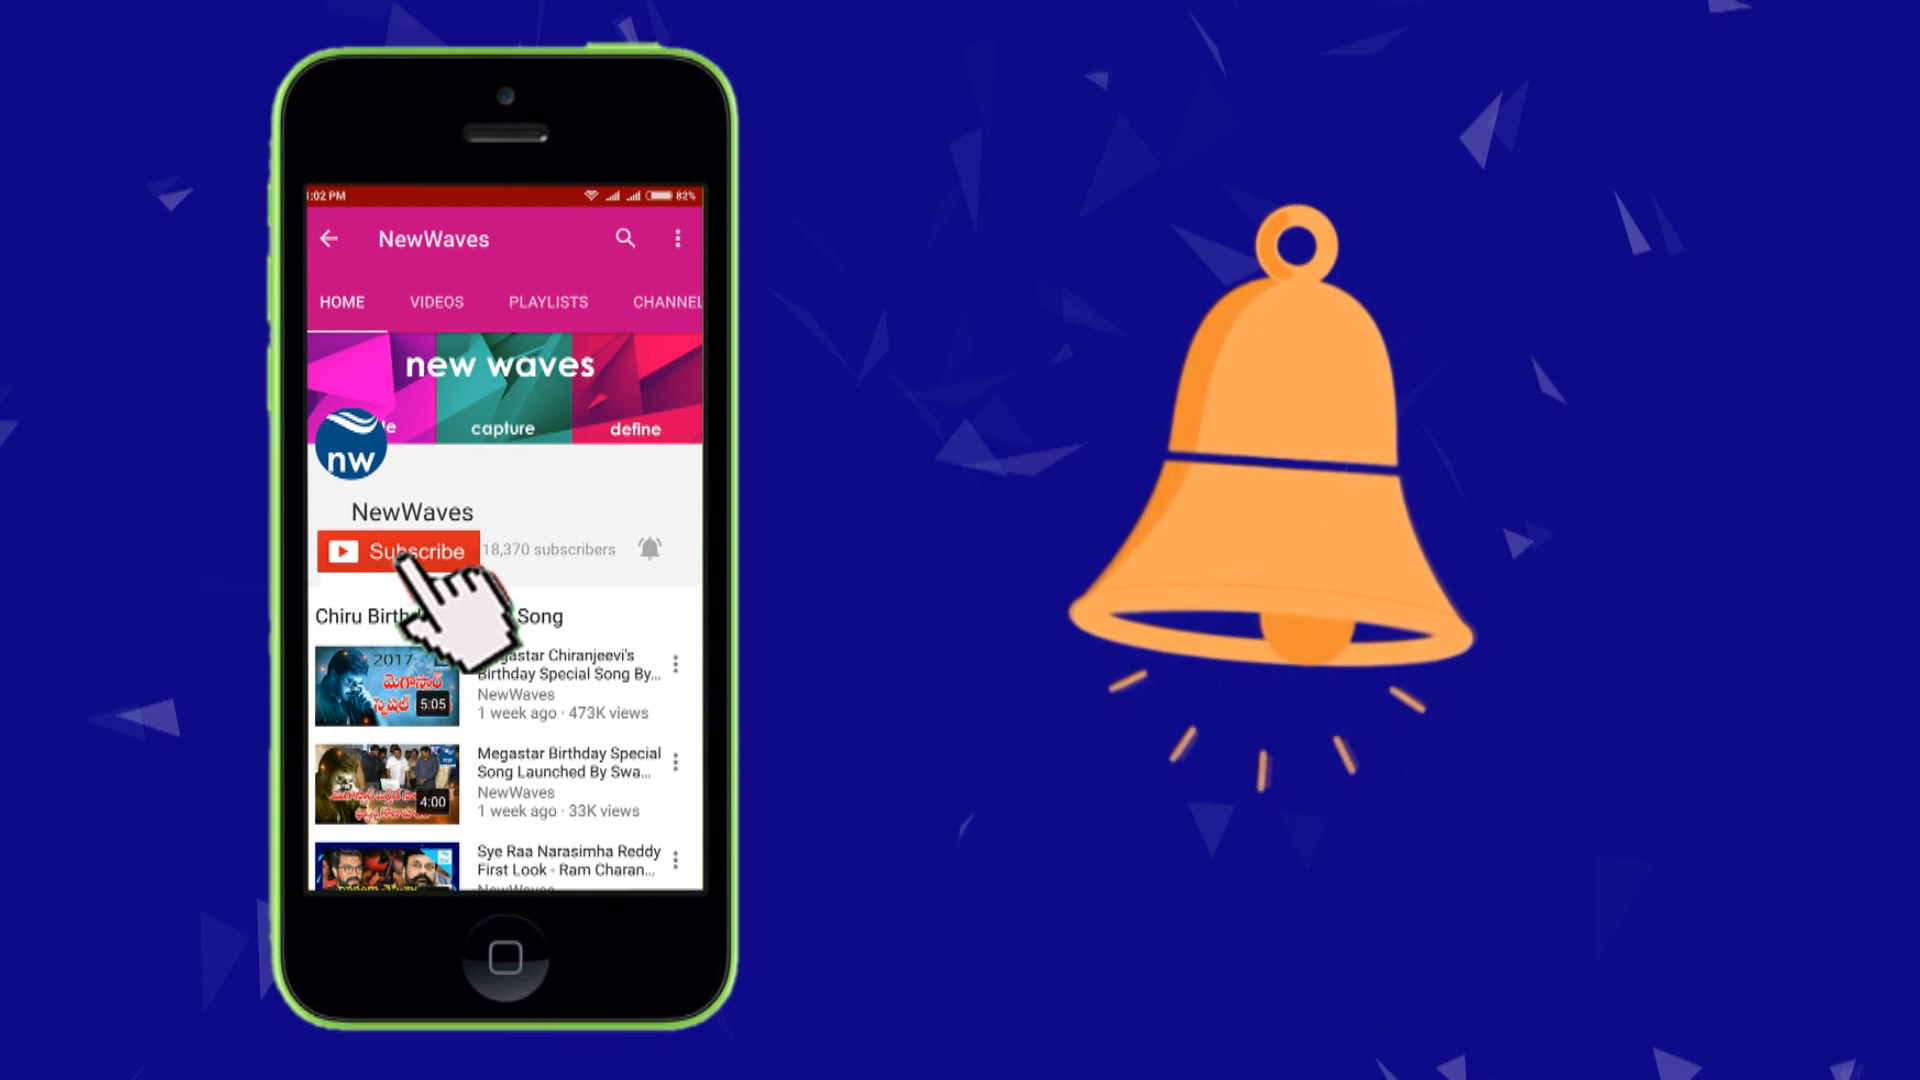 1:02 PM
82%
NewWaves
HOME VIDEOS PLAYLISTS CHANNEL
new waves
capture
define
nw
NewWaves
Subscribe
18,370 subscribers
Song
2017
మెగాస్టార్
స్పెషల్
5:05
Chiranjeevi's
Birthday Special Song By...
NewWaves
1 week ago · 473K views
4:00
Megastar Birthday Special
Song Launched By Swa...
NewWaves
1 week ago · 33K views
Sye Raa Narasimha Reddy
First Look - Ram Charan...